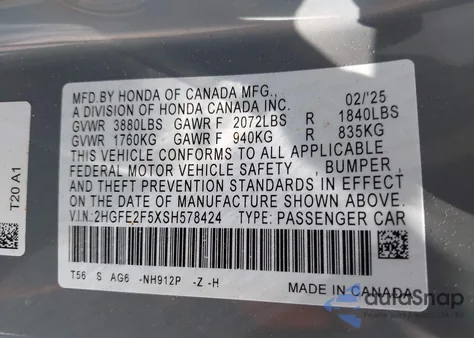 MFD.BY HONDA OF CANADA MFG., 02/'25
A DIVISION OF HONDA CANADA INC.
GVWR 3880LBS GAWR F 2072LBS R 1840LBS
GVWR 1760KG GAWR F 940KG R 835KG
THIS VEHICLE CONFORMS TO ALL APPLICABLE
FEDERAL MOTOR VEHICLE SAFETY , BUMPER ,
AND THEFT PREVENTION STANDARDS IN EFFECT
ON THE DATE OF MANUFACTURE SHOWN ABOVE.
V.I.N: 2HGFE2F5XSH578424 TYPE: PASSENGER CAR
T56 S AG6 -NH912P -Z -H
MADE IN CANADA
T20 A1
autoSnap